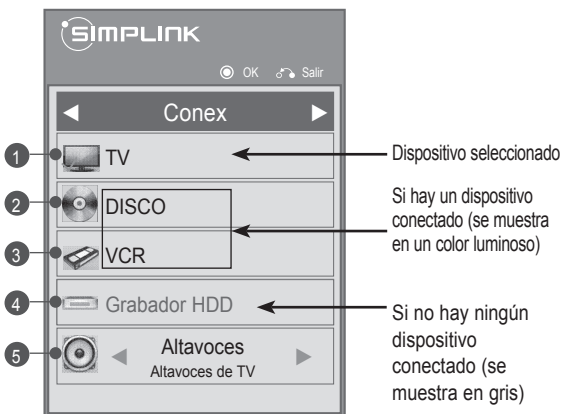 SIMPLINK
OK Salir
Conex
1 TV
2 DISCO
3 VCR
4 Grabador HDD
5 Altavoces
Altavoces de TV
Dispositivo seleccionado
Si hay un dispositivo
conectado (se muestra
en un color luminoso)
Si no hay ningún
dispositivo
conectado (se
muestra en gris)